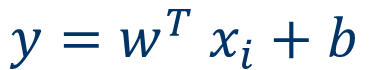 y = w^T x_i + b